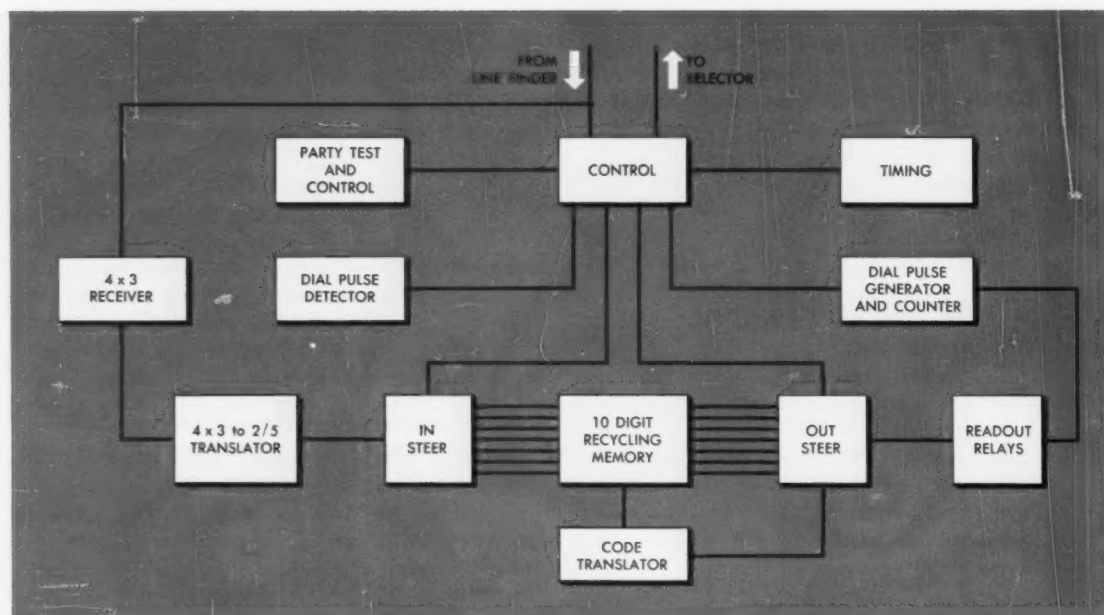 FROM
LINE FINDER
TO
SELECTOR
PARTY TEST
AND
CONTROL
CONTROL
TIMING
4 x 3
RECEIVER
DIAL PULSE
DETECTOR
DIAL PULSE
GENERATOR
AND COUNTER
4 x 3 to 2/5
TRANSLATOR
IN
STEER
10 DIGIT
RECYCLING
MEMORY
OUT
STEER
READOUT
RELAYS
CODE
TRANSLATOR